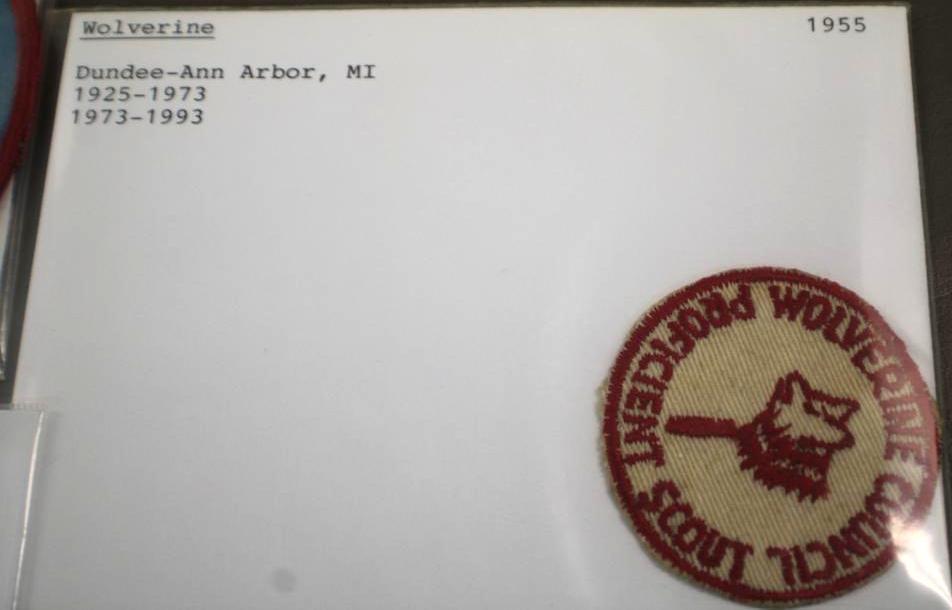 Wolverine
1955
Dundee-Ann Arbor, MI
1925-1973
1973-1993
WOLVERINE COUNCIL
PROFICIENT SCOUT